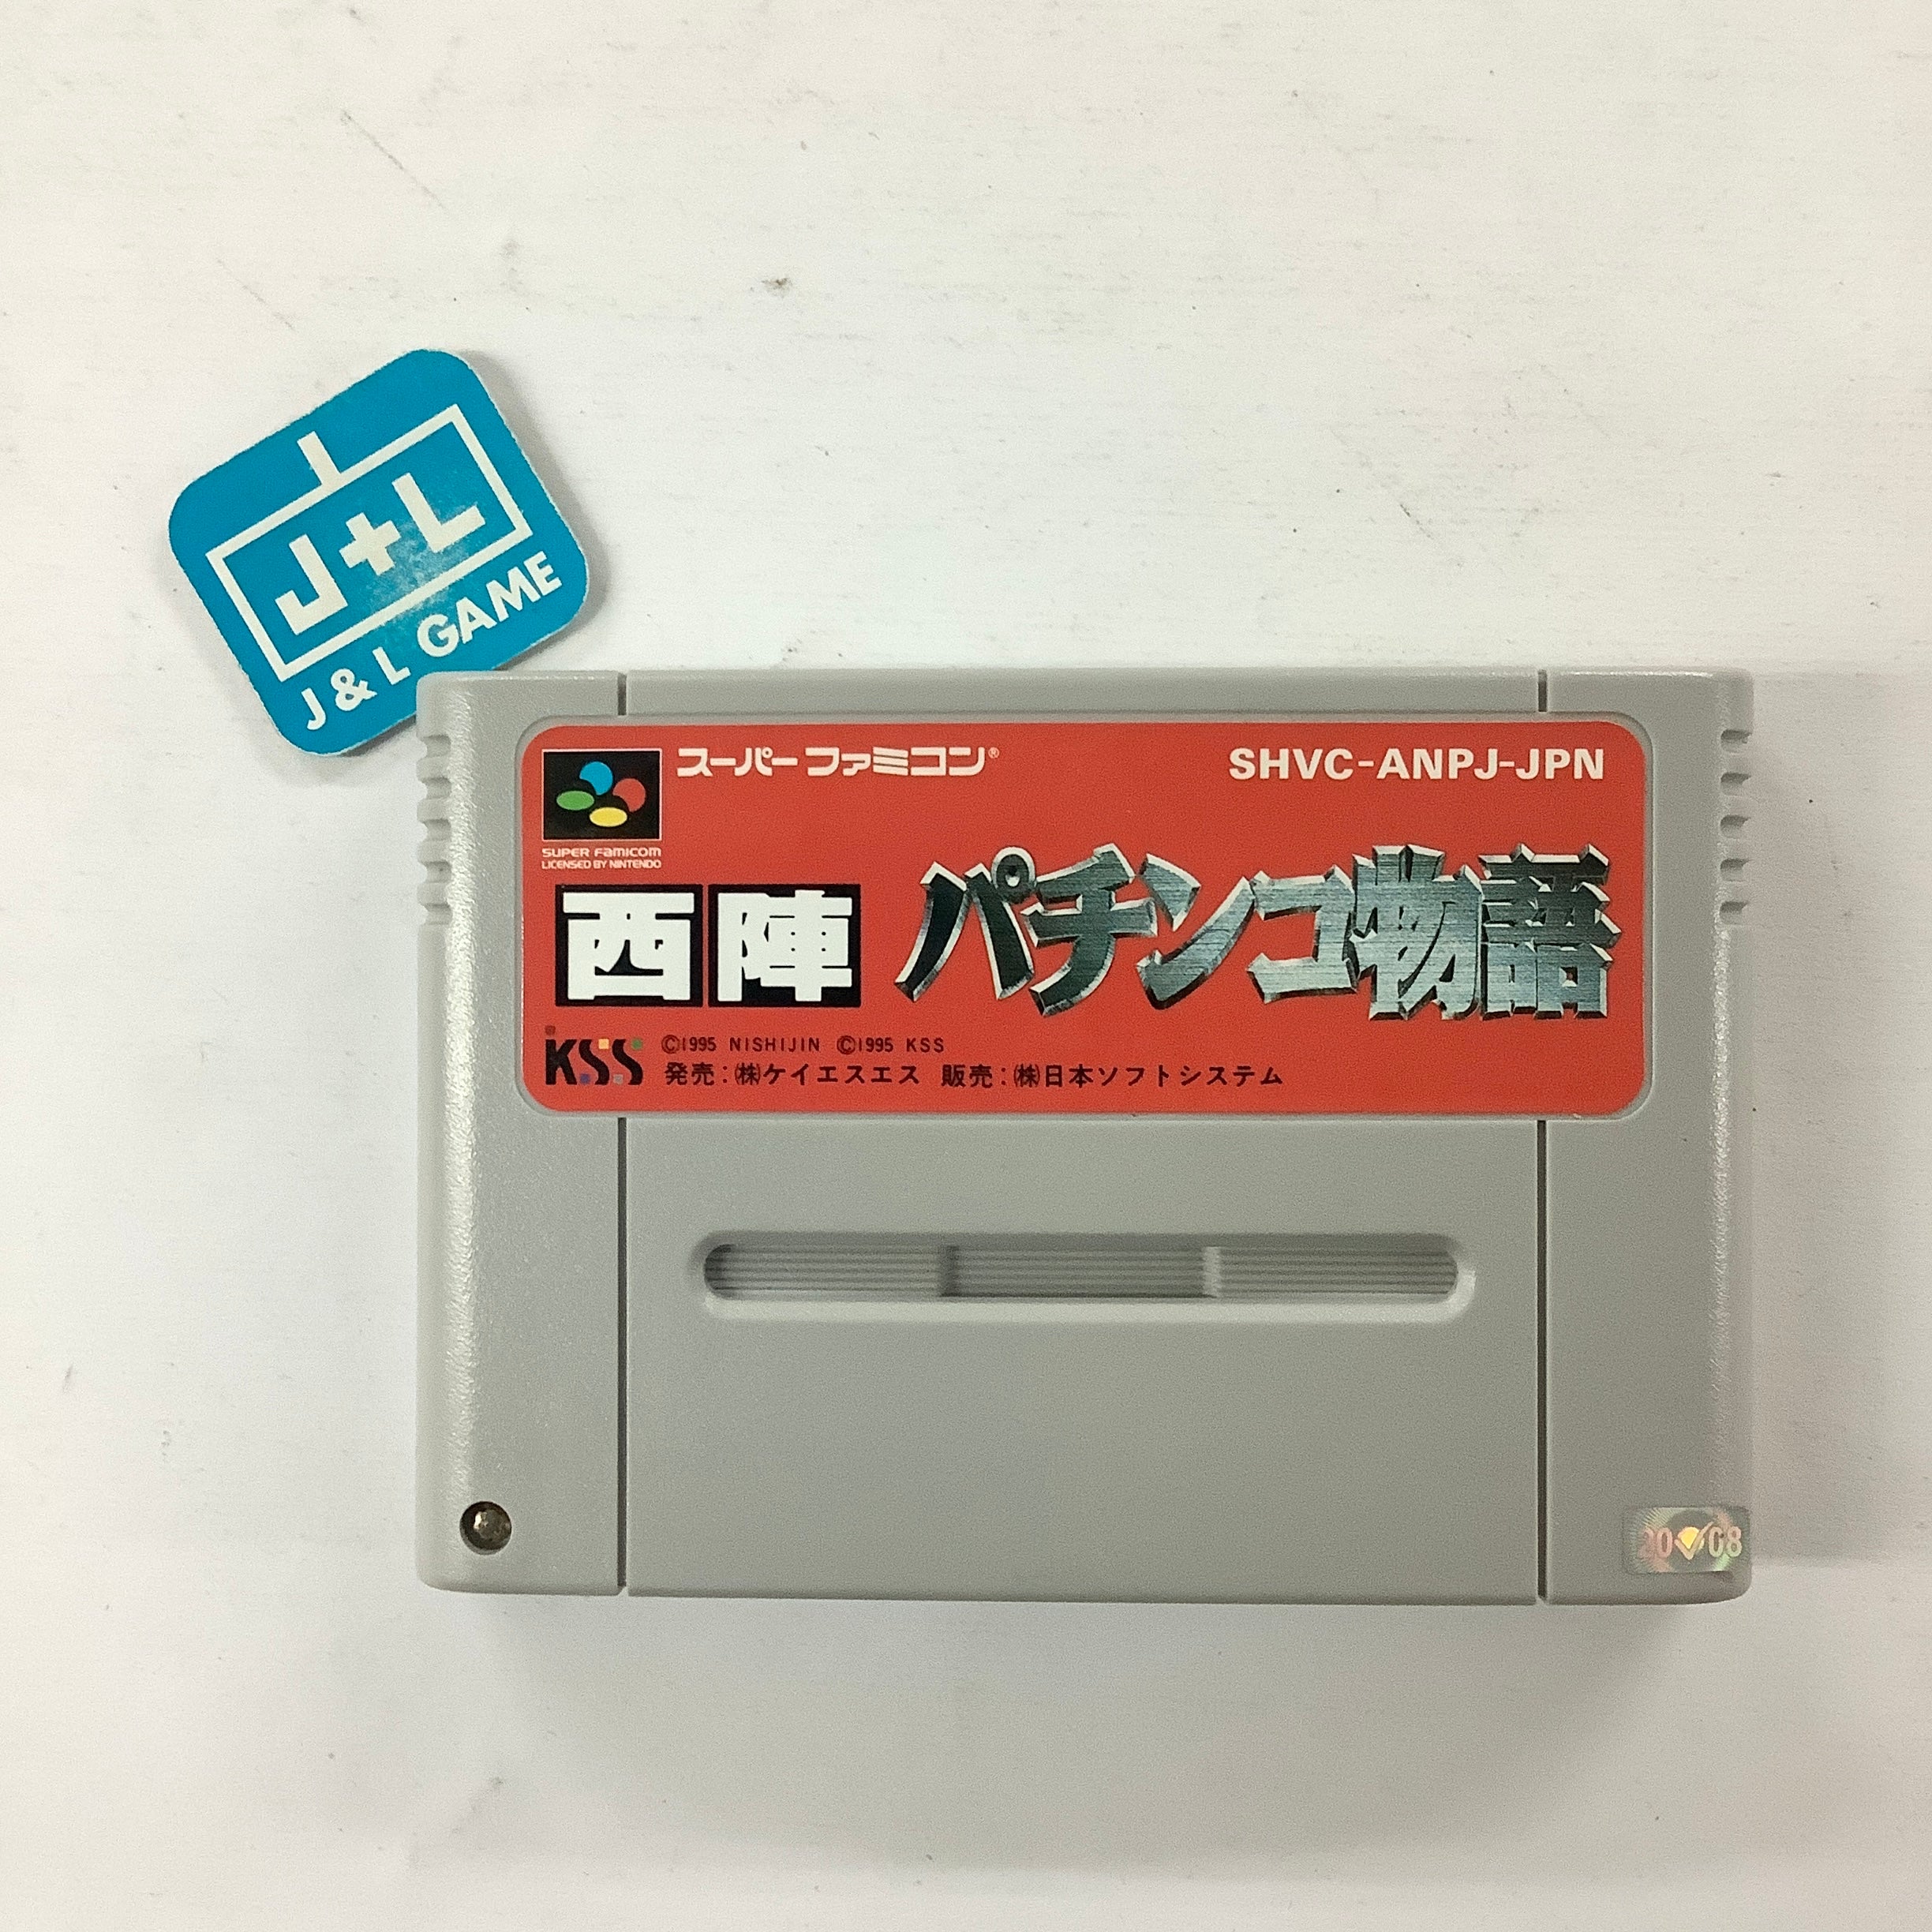 J+L
J & L GAME
スーパーファミコン®
SHVC-ANPJ-JPN
SUPER FAMICOM
LICENSED BY NINTENDO
西陣 パチンコ物語
KSS
©1995 NISHIJIN ©1995 KSS
発売:㈱ケイエスエス 販売:㈱日本ソフトシステム
20 08